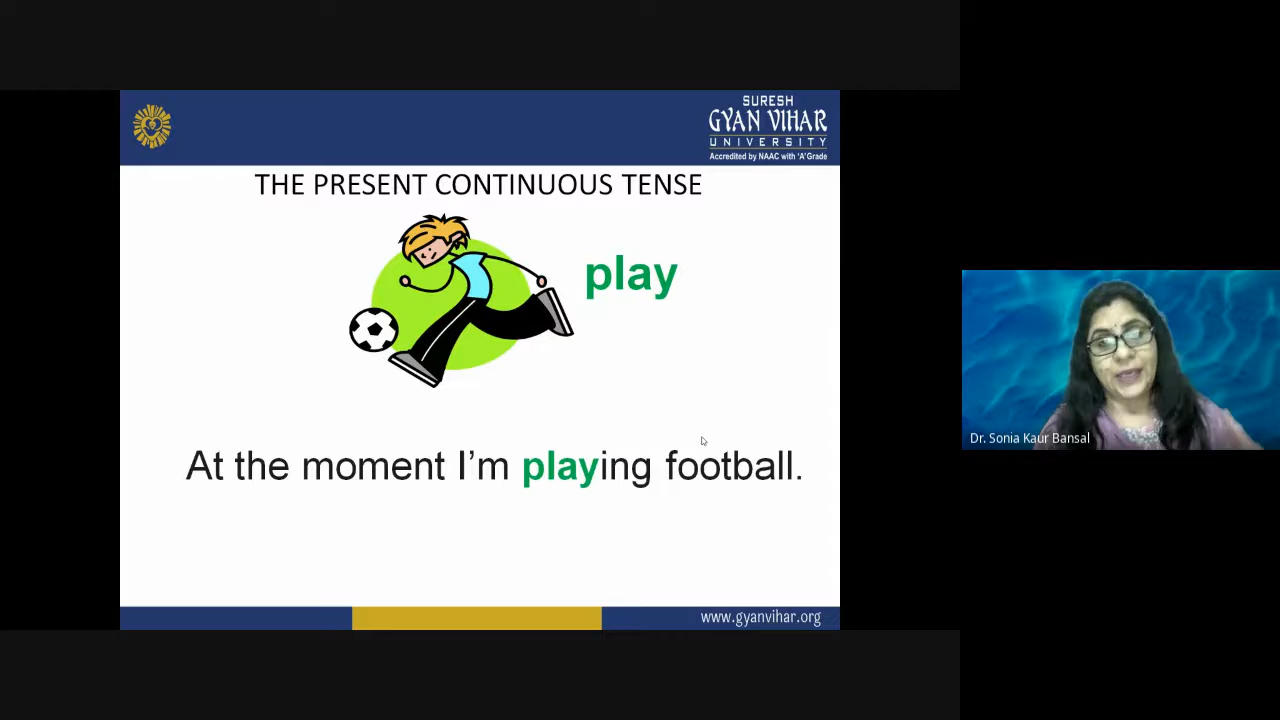 SURESH
GYAN VIHAR
UNIVERSITY
Accredited by NAAC with 'A' Grade
THE PRESENT CONTINUOUS TENSE
play
At the moment I’m playing football.
www.gyanvihar.org
Dr. Sonia Kaur Bansal